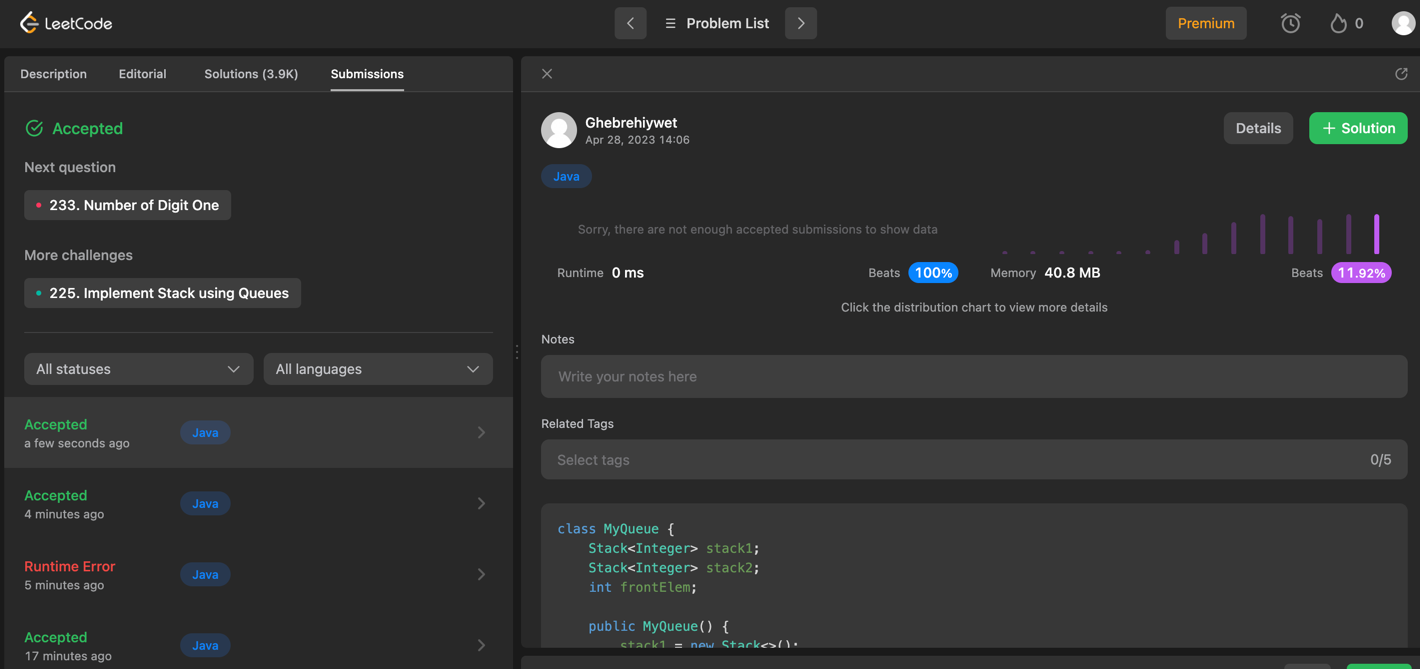 LeetCode
Problem List
Premium
0
Description Editorial Solutions (3.9K) Submissions
Accepted
Next question
233. Number of Digit One
More challenges
225. Implement Stack using Queues
All statuses All languages
Accepted
a few seconds ago
Java
Accepted
4 minutes ago
Java
Runtime Error
5 minutes ago
Java
Accepted
17 minutes ago
Java
Ghebrehiywet
Apr 28, 2023 14:06
Details
+ Solution
Java
Sorry, there are not enough accepted submissions to show data
Runtime 0 ms Beats 100% Memory 40.8 MB Beats 11.92%
Click the distribution chart to view more details
Notes
Write your notes here
Related Tags
Select tags 0/5
class MyQueue {
    Stack<Integer> stack1;
    Stack<Integer> stack2;
    int frontElem;

    public MyQueue() {
        stack1 = new Stack<>();